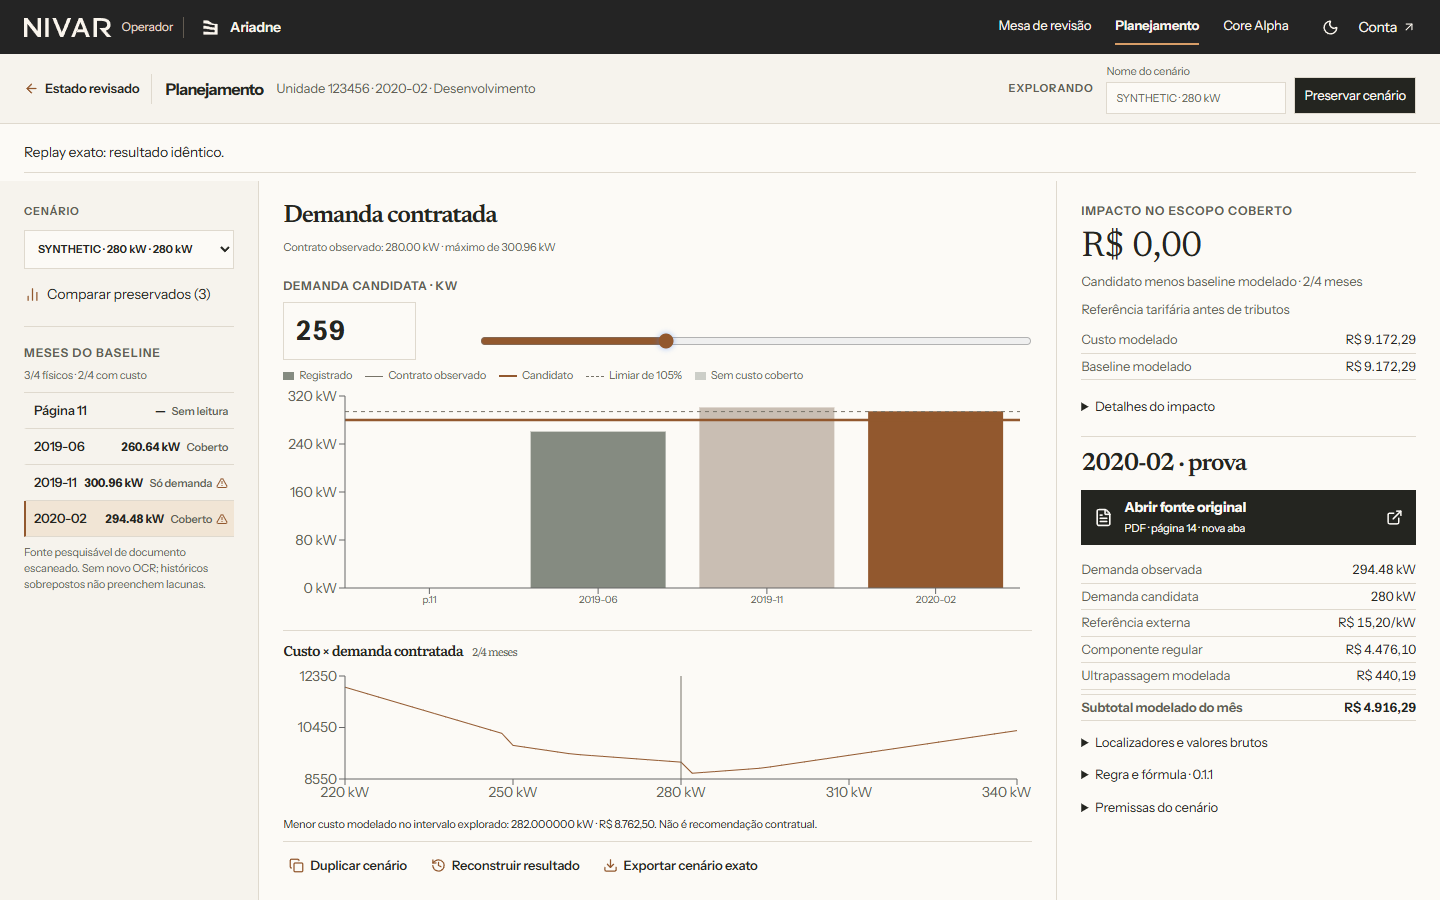 NIVAR Operador Ariadne Mesa de revisão Planejamento Core Alpha Conta
Estado revisado Planejamento Unidade 123456 · 2020-02 · Desenvolvimento EXPLORANDO
Nome do cenário
SYNTHETIC · 280 kW
Preservar cenário
Replay exato: resultado idêntico.
CENÁRIO
SYNTHETIC · 280 kW · 280 kW
Comparar preservados (3)
MESES DO BASELINE
3/4 físicos · 2/4 com custo
Página 11 — Sem leitura
2019-06 260.64 kW Coberto
2019-11 300.96 kW Só demanda
2020-02 294.48 kW Coberto
Fonte pesquisável de documento
escaneado. Sem novo OCR; históricos
sobrepostos não preenchem lacunas.
Demanda contratada
Contrato observado: 280.00 kW · máximo de 300.96 kW
DEMANDA CANDIDATA · KW
259
Registrado Contrato observado Candidato Limiar de 105% Sem custo coberto
320 kW
240 kW
160 kW
80 kW
0 kW
p.11 2019-06 2019-11 2020-02
Custo × demanda contratada 2/4 meses
12350
10450
8550
220 kW 250 kW 280 kW 310 kW 340 kW
Menor custo modelado no intervalo explorado: 282.000000 kW · R$ 8.762,50. Não é recomendação contratual.
Duplicar cenário Reconstruir resultado Exportar cenário exato
IMPACTO NO ESCOPO COBERTO
R$ 0,00
Candidato menos baseline modelado · 2/4 meses
Referência tarifária antes de tributos
Custo modelado R$ 9.172,29
Baseline modelado R$ 9.172,29
Detalhes do impacto
2020-02 · prova
Abrir fonte original
PDF · página 14 · nova aba
Demanda observada 294.48 kW
Demanda candidata 280 kW
Referência externa R$ 15,20/kW
Componente regular R$ 4.476,10
Ultrapassagem modelada R$ 440,19
Subtotal modelado do mês R$ 4.916,29
Localizadores e valores brutos
Regra e fórmula · 0.1.1
Premissas do cenário